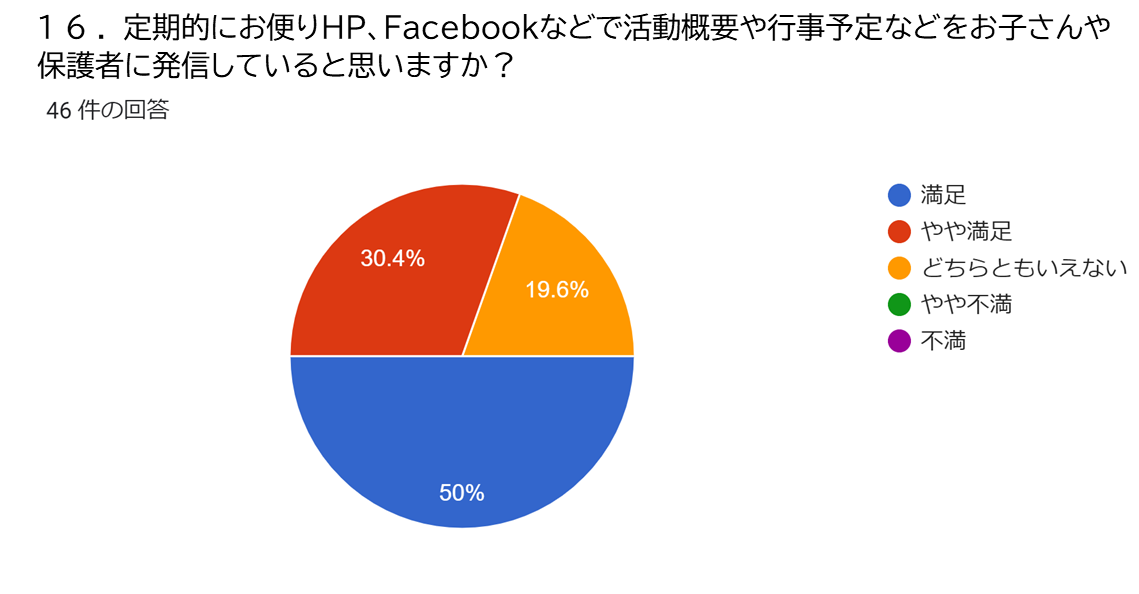 １６．定期的にお便りHP、Facebookなどで活動概要や行事予定などをお子さんや
保護者に発信していると思いますか？
46 件の回答
満足
やや満足
どちらともいえない
やや不満
不満
30.4%
19.6%
50%